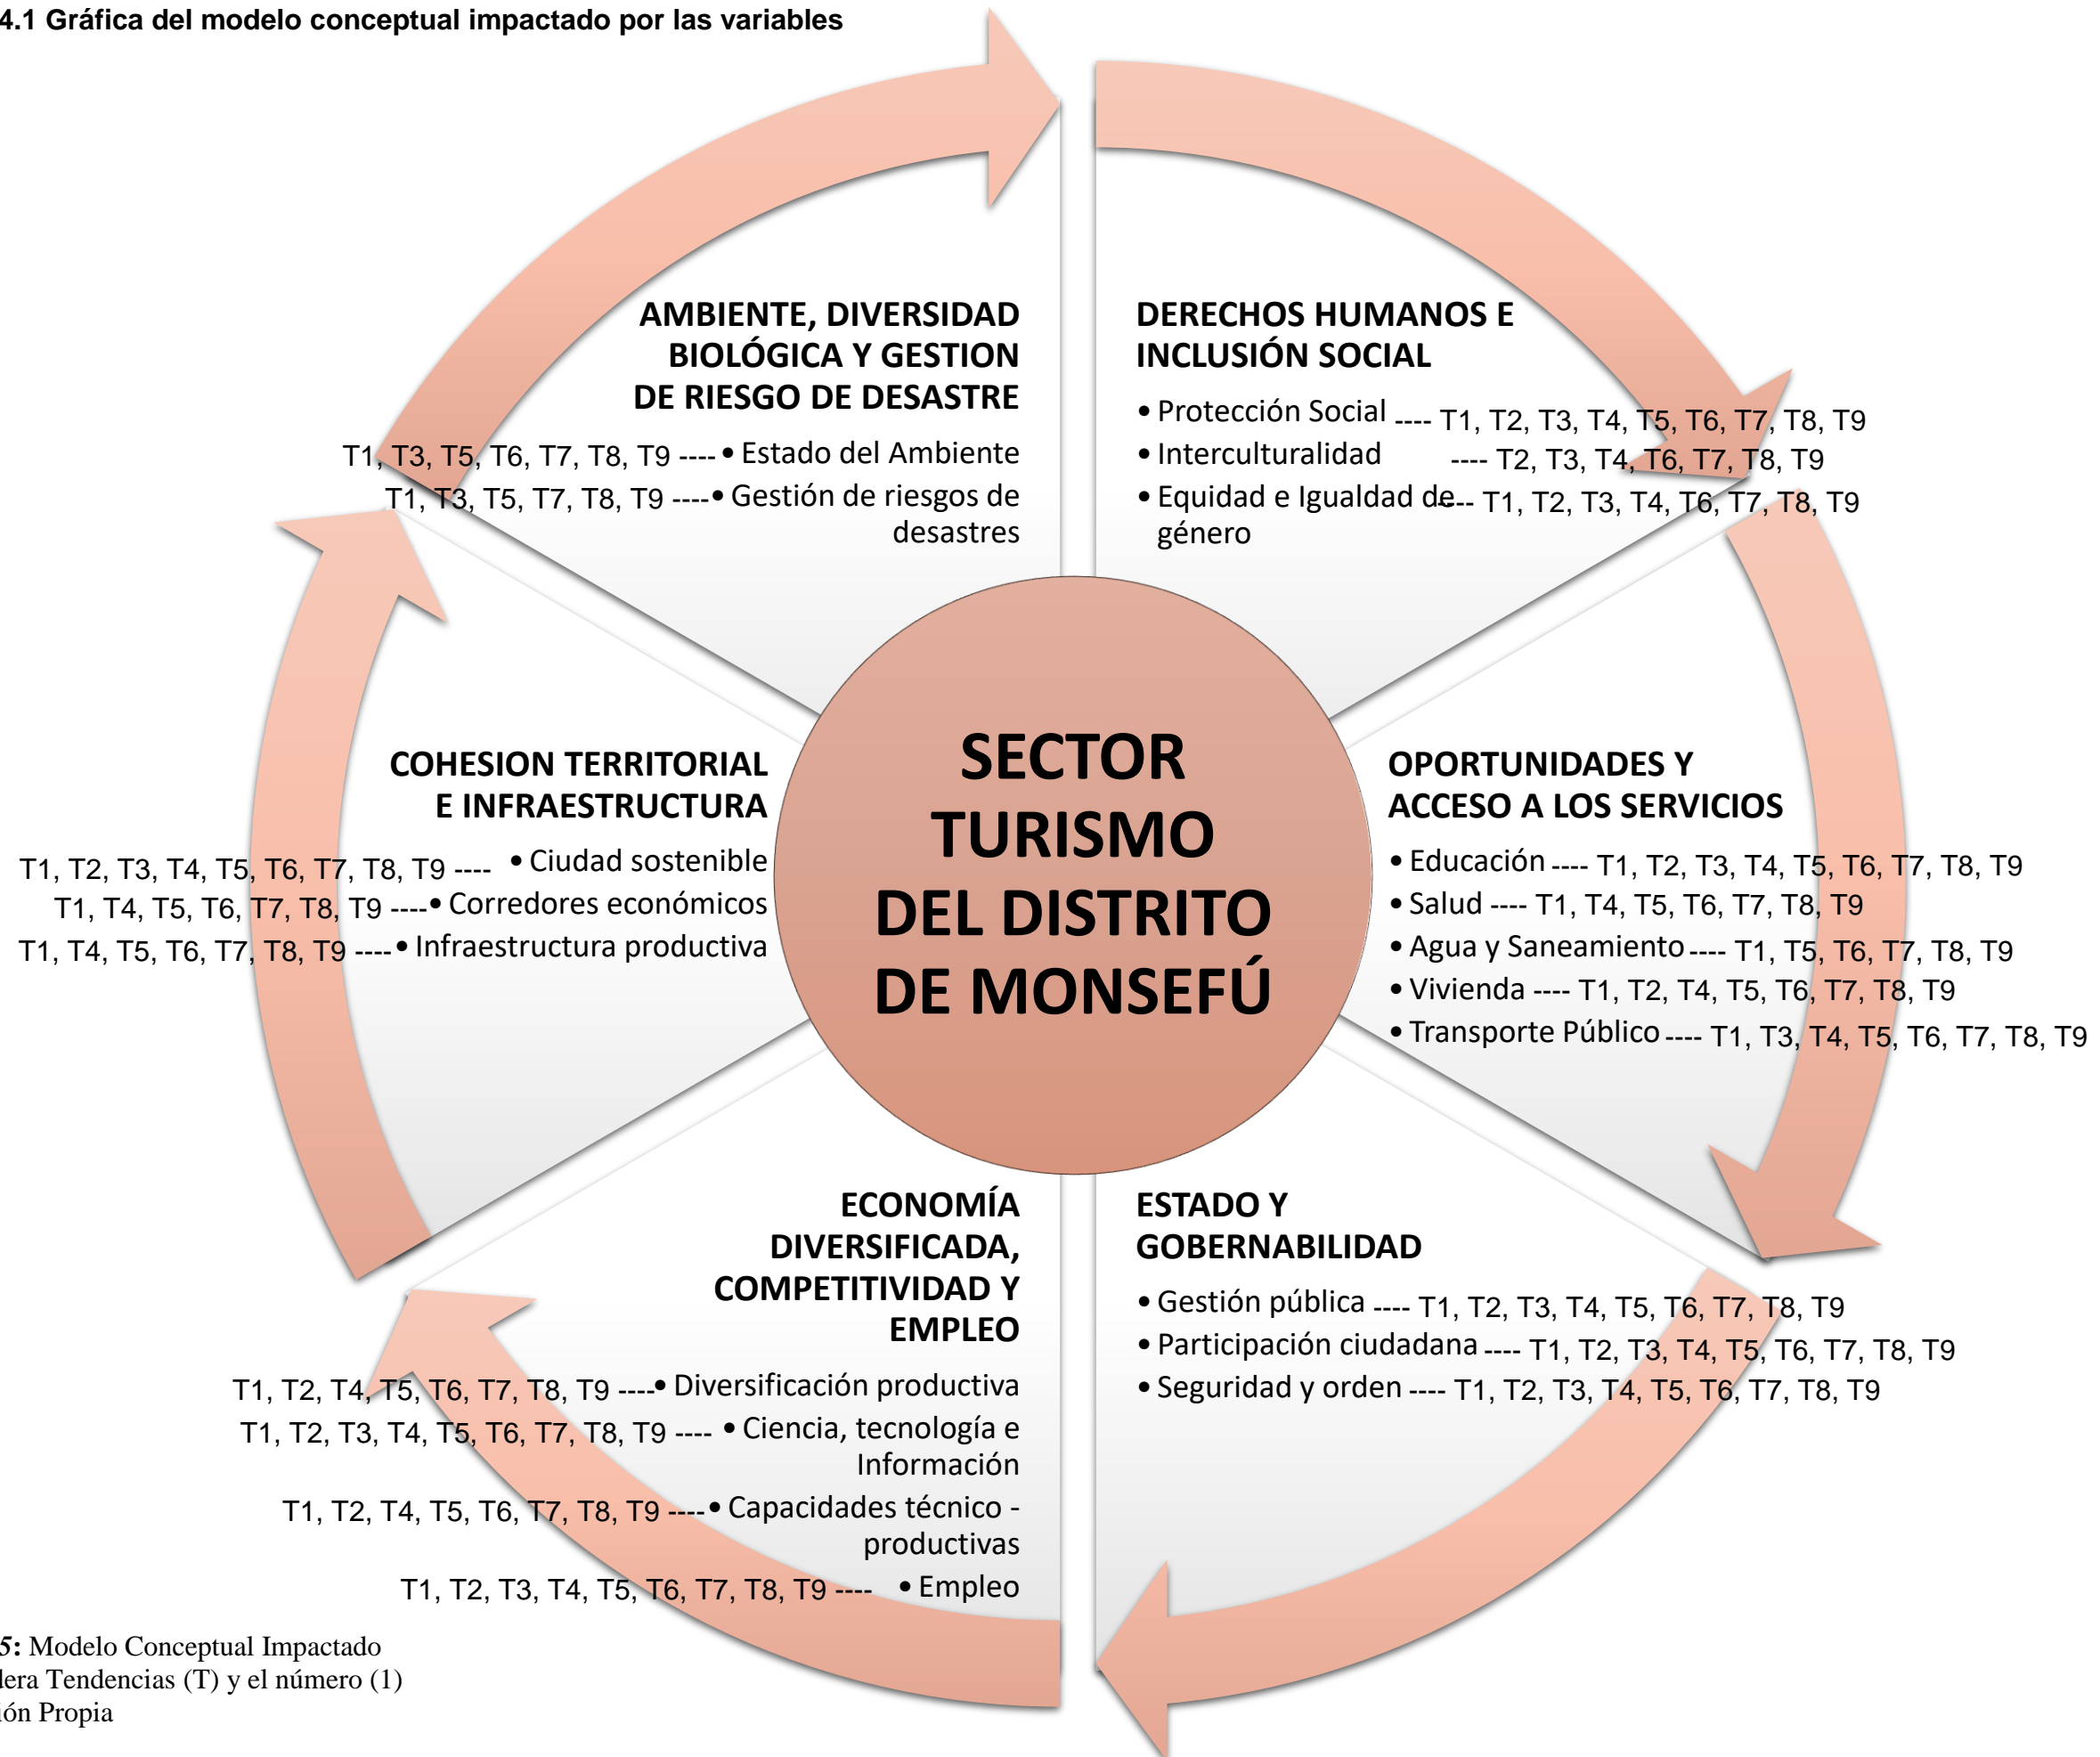 4.1 Gráfica del modelo conceptual impactado por las variables
AMBIENTE, DIVERSIDAD
BIOLÓGICA Y GESTION
DE RIESGO DE DESASTRE
T1, T3, T5, T6, T7, T8, T9 ---- • Estado del Ambiente
T1, T3, T5, T7, T8, T9 ---- • Gestión de riesgos de
desastres
DERECHOS HUMANOS E
INCLUSIÓN SOCIAL
• Protección Social ---- T1, T2, T3, T4, T5, T6, T7, T8, T9
• Interculturalidad ---- T2, T3, T4, T6, T7, T8, T9
• Equidad e Igualdad de ---- T1, T2, T3, T4, T6, T7, T8, T9
género
COHESION TERRITORIAL
E INFRAESTRUCTURA
T1, T2, T3, T4, T5, T6, T7, T8, T9 ---- • Ciudad sostenible
T1, T4, T5, T6, T7, T8, T9 ---- • Corredores económicos
T1, T4, T5, T6, T7, T8, T9 ---- • Infraestructura productiva
SECTOR
TURISMO
DEL DISTRITO
DE MONSEFÚ
OPORTUNIDADES Y
ACCESO A LOS SERVICIOS
• Educación ---- T1, T2, T3, T4, T5, T6, T7, T8, T9
• Salud ---- T1, T4, T5, T6, T7, T8, T9
• Agua y Saneamiento ---- T1, T5, T6, T7, T8, T9
• Vivienda ---- T1, T2, T4, T5, T6, T7, T8, T9
• Transporte Público ---- T1, T3, T4, T5, T6, T7, T8, T9
ECONOMÍA
DIVERSIFICADA,
COMPETITIVIDAD Y
EMPLEO
T1, T2, T4, T5, T6, T7, T8, T9 ---- • Diversificación productiva
T1, T2, T3, T4, T5, T6, T7, T8, T9 ---- • Ciencia, tecnología e
Información
T1, T2, T4, T5, T6, T7, T8, T9 ---- • Capacidades técnico -
productivas
T1, T2, T3, T4, T5, T6, T7, T8, T9 ---- • Empleo
ESTADO Y
GOBERNABILIDAD
• Gestión pública ---- T1, T2, T3, T4, T5, T6, T7, T8, T9
• Participación ciudadana ---- T1, T2, T3, T4, T5, T6, T7, T8, T9
• Seguridad y orden ---- T1, T2, T3, T4, T5, T6, T7, T8, T9
5: Modelo Conceptual Impactado
dera Tendencias (T) y el número (1)
ión Propia